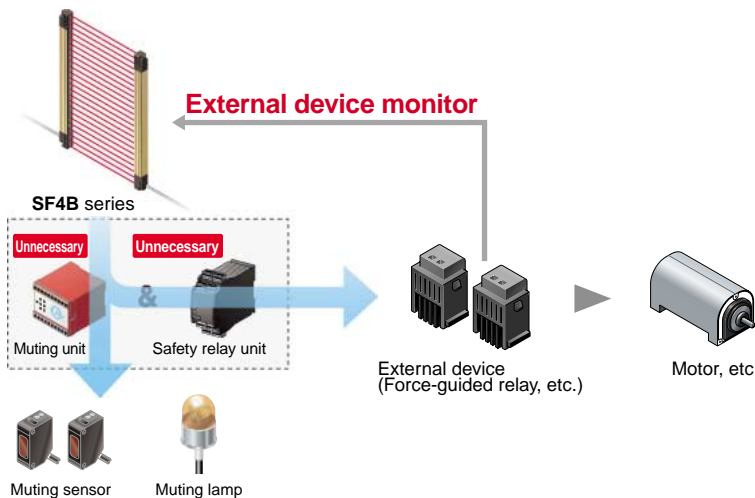 External device monitor
SF4B series
Unnecessary
Unnecessary
&
Muting unit
Safety relay unit
External device
(Force-guided relay, etc.)
Motor, etc
Muting sensor
Muting lamp